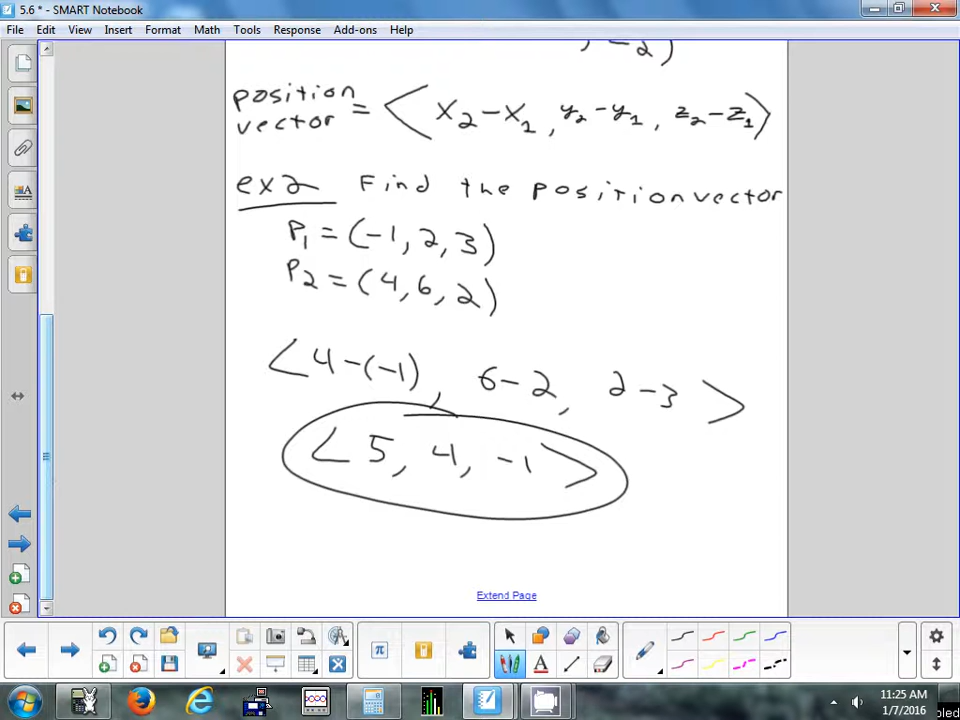 5.6 * - SMART Notebook
File Edit View Insert Format Math Tools Response Add-ons Help
, -2)
position vector = < x₂-x₁, y₂-y₁, z₂-z₁ >
ex2 Find the position vector
P₁ = (-1, 2, 3)
P₂ = (4, 6, 2)
< 4-(-1), 6-2, 2-3 >
< 5, 4, -1 >
Extend Page
11:25 AM
1/7/2016